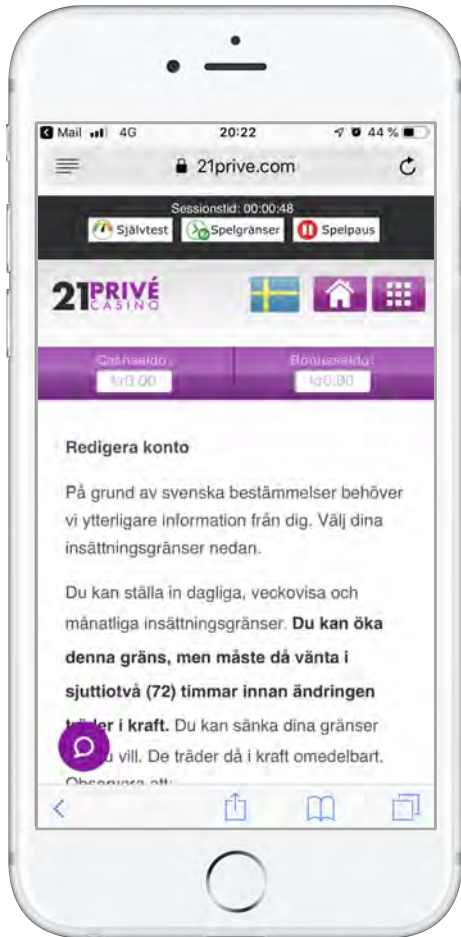 Mail 4G 20:22 44 %
21prive.com
Sessionstid: 00:00:48
Självtest Spelgränser Spelpaus
21PRIVÉ
CASINO
Cashsaldo: Bonussaldo:
kr0.00 kr0.00
Redigera konto
På grund av svenska bestämmelser behöver
vi ytterligare information från dig. Välj dina
insättningsgränser nedan.
Du kan ställa in dagliga, veckovisa och
månatliga insättningsgränser. Du kan öka
denna gräns, men måste då vänta i
sjuttiotvå (72) timmar innan ändringen
i kraft. Du kan sänka dina gränser
vill. De träder då i kraft omedelbart.
Observera att: